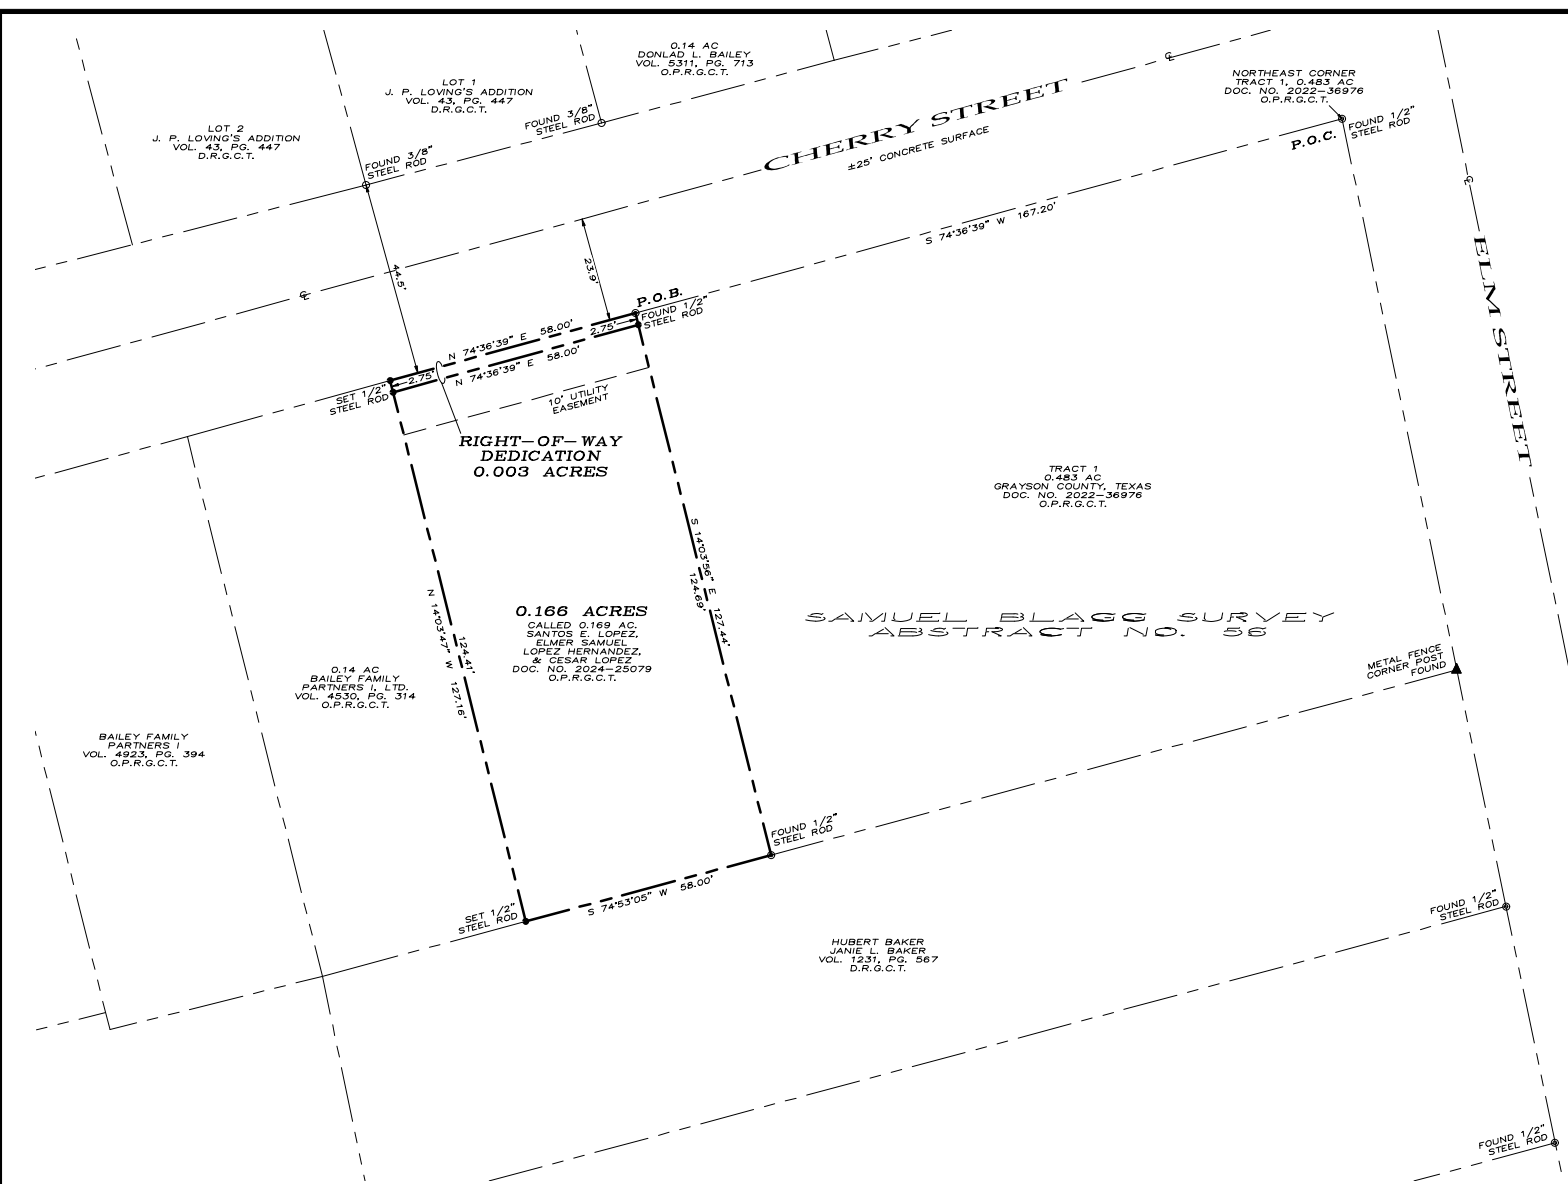 0.14 AC
DONLAD L. BAILEY
VOL. 5311, PG. 713
O.P.R.G.C.T.
LOT 1
J. P. LOVING'S ADDITION
VOL. 43, PG. 447
D.R.G.C.T.
LOT 2
J. P. LOVING'S ADDITION
VOL. 43, PG. 447
D.R.G.C.T.
FOUND 3/8"
STEEL ROD
FOUND 3/8"
STEEL ROD
CHERRY STREET
±25' CONCRETE SURFACE
NORTHEAST CORNER
TRACT 1, 0.483 AC
DOC. NO. 2022-36976
O.P.R.G.C.T.
P.O.C.
FOUND 1/2"
STEEL ROD
S 74°36'39" W 167.20'
ELM STREET
44.5'
23.9'
P.O.B.
FOUND 1/2"
STEEL ROD
N 74°36'39" E 58.00'
2.75'
N 74°36'39" E 58.00'
2.75'
SET 1/2"
STEEL ROD
10' UTILITY
EASEMENT
RIGHT-OF-WAY
DEDICATION
0.003 ACRES
TRACT 1
0.483 AC
GRAYSON COUNTY, TEXAS
DOC. NO. 2022-36976
O.P.R.G.C.T.
S 14°03'56" E 127.44'
124.69'
N 14°03'47" W 127.16'
124.41'
0.166 ACRES
CALLED 0.169 AC.
SANTOS E. LOPEZ,
ELMER SAMUEL
LOPEZ HERNANDEZ,
& CESAR LOPEZ
DOC. NO. 2024-25079
O.P.R.G.C.T.
SAMUEL BLAGG SURVEY
ABSTRACT NO. 56
METAL FENCE
CORNER POST
FOUND
0.14 AC
BAILEY FAMILY
PARTNERS I, LTD.
VOL. 4530, PG. 314
O.P.R.G.C.T.
BAILEY FAMILY
PARTNERS I
VOL. 4923, PG. 394
O.P.R.G.C.T.
FOUND 1/2"
STEEL ROD
S 74°53'05" W 58.00'
SET 1/2"
STEEL ROD
FOUND 1/2"
STEEL ROD
HUBERT BAKER
JANIE L. BAKER
VOL. 1231, PG. 567
D.R.G.C.T.
FOUND 1/2"
STEEL ROD